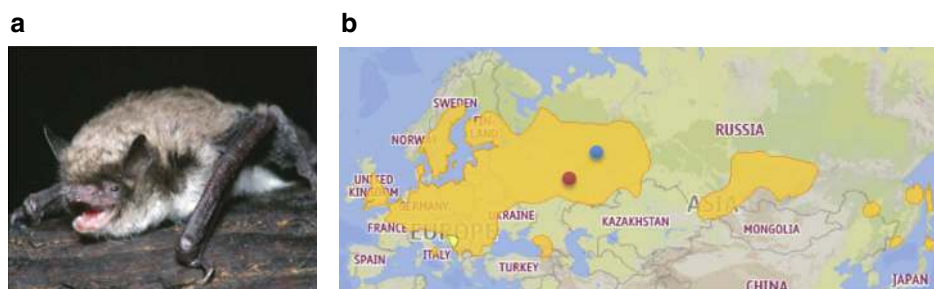 a
b
SWEDEN
FIN-
LAND
NORW
RUSSIA
UNITED
KINGDOM
GERMANY
UKRAINE
FRANCE
EUROPE
KAZAKHSTAN
ASIA
MONGOLIA
ITALY
SPAIN
TURKEY
CHINA
JAPAN